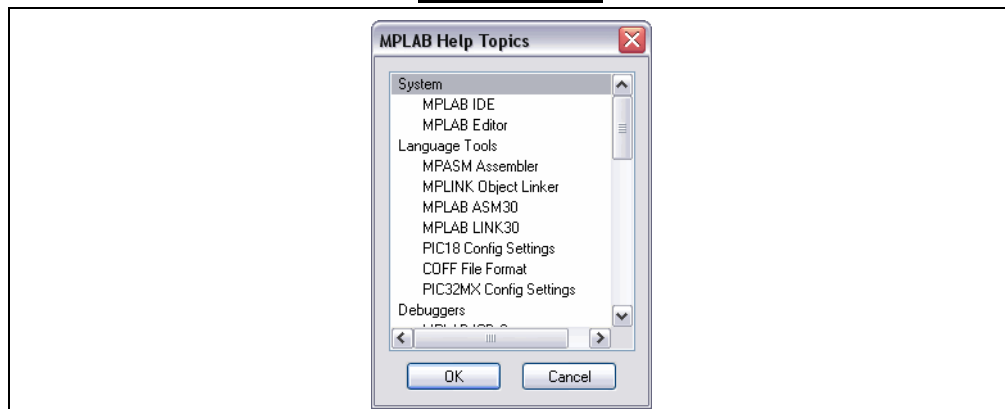 MPLAB Help Topics
System
MPLAB IDE
MPLAB Editor
Language Tools
MPASM Assembler
MPLINK Object Linker
MPLAB ASM30
MPLAB LINK30
PIC18 Config Settings
COFF File Format
PIC32MX Config Settings
Debuggers
OK Cancel